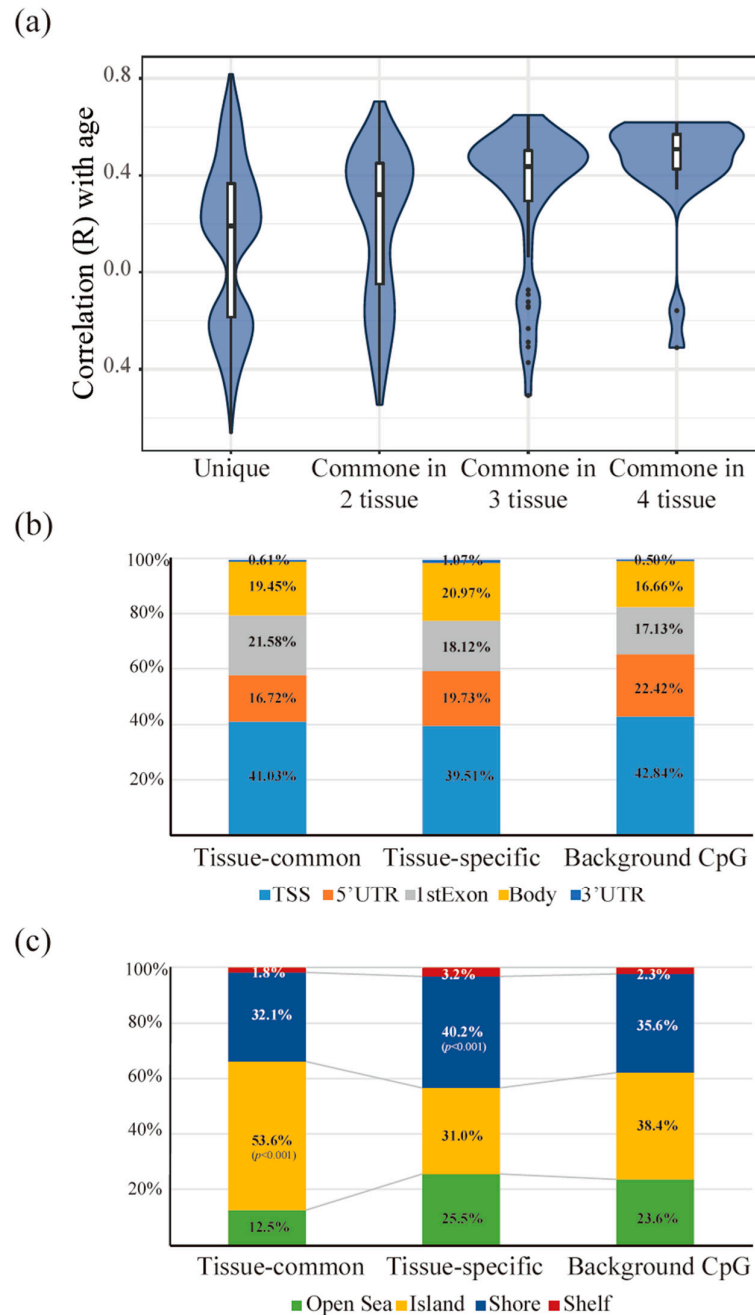 (a)
Correlation (R) with age
0.8
0.4
0.0
0.4
Unique
Commone in
2 tissue
Commone in
3 tissue
Commone in
4 tissue
(b)
100%
80%
60%
40%
20%
0.61%
19.45%
21.58%
16.72%
41.03%
1.07%
20.97%
18.12%
19.73%
39.51%
0.50%
16.66%
17.13%
22.42%
42.84%
Tissue-common
Tissue-specific
Background CpG
TSS 5'UTR 1stExon Body 3'UTR
(c)
100%
80%
60%
40%
20%
1.8%
32.1%
53.6%
(p<0.001)
12.5%
3.2%
40.2%
(p<0.001)
31.0%
25.5%
2.3%
35.6%
38.4%
23.6%
Tissue-common
Tissue-specific
Background CpG
Open Sea Island Shore Shelf